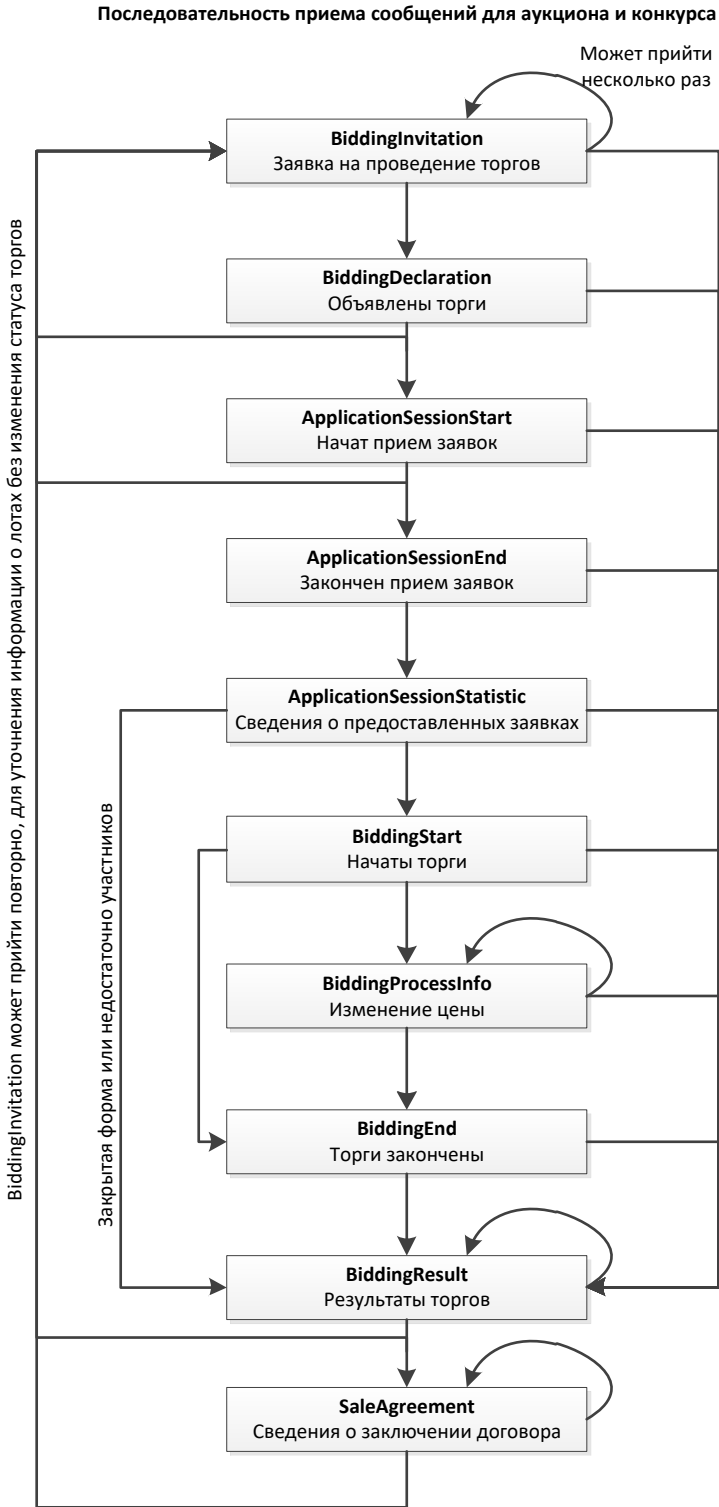 Последовательность приема сообщений для аукциона и конкурса
Может прийти
несколько раз
BiddingInvitation
Заявка на проведение торгов
BiddingDeclaration
Объявлены торги
ApplicationSessionStart
Начат прием заявок
ApplicationSessionEnd
Закончен прием заявок
ApplicationSessionStatistic
Сведения о предоставленных заявках
BiddingStart
Начаты торги
BiddingProcessInfo
Изменение цены
BiddingEnd
Торги закончены
BiddingResult
Результаты торгов
SaleAgreement
Сведения о заключении договора
BiddingInvitation может прийти повторно, для уточнения информации о лотах без изменения статуса торгов
Закрытая форма или недостаточно участников